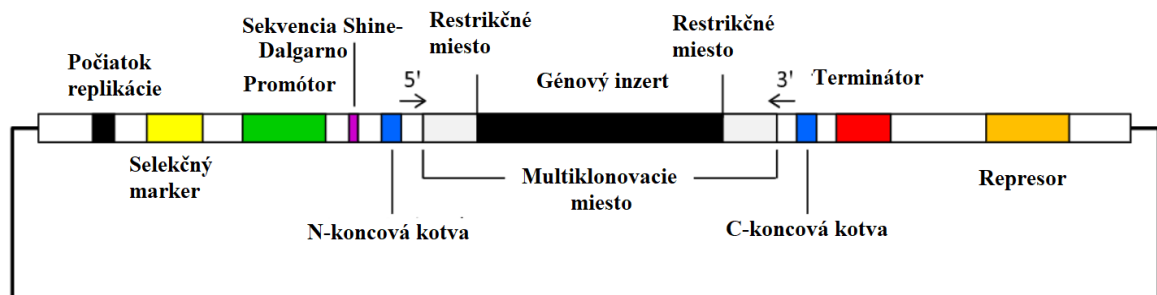 Počiatok
replikácie
Selekčný
marker
Promótor
Sekvencia Shine-
Dalgarno
N-koncová kotva
5'
Restrikčné
miesto
Génový inzert
Multiklonovacie
miesto
Restrikčné
miesto
3'
C-koncová kotva
Terminátor
Represor